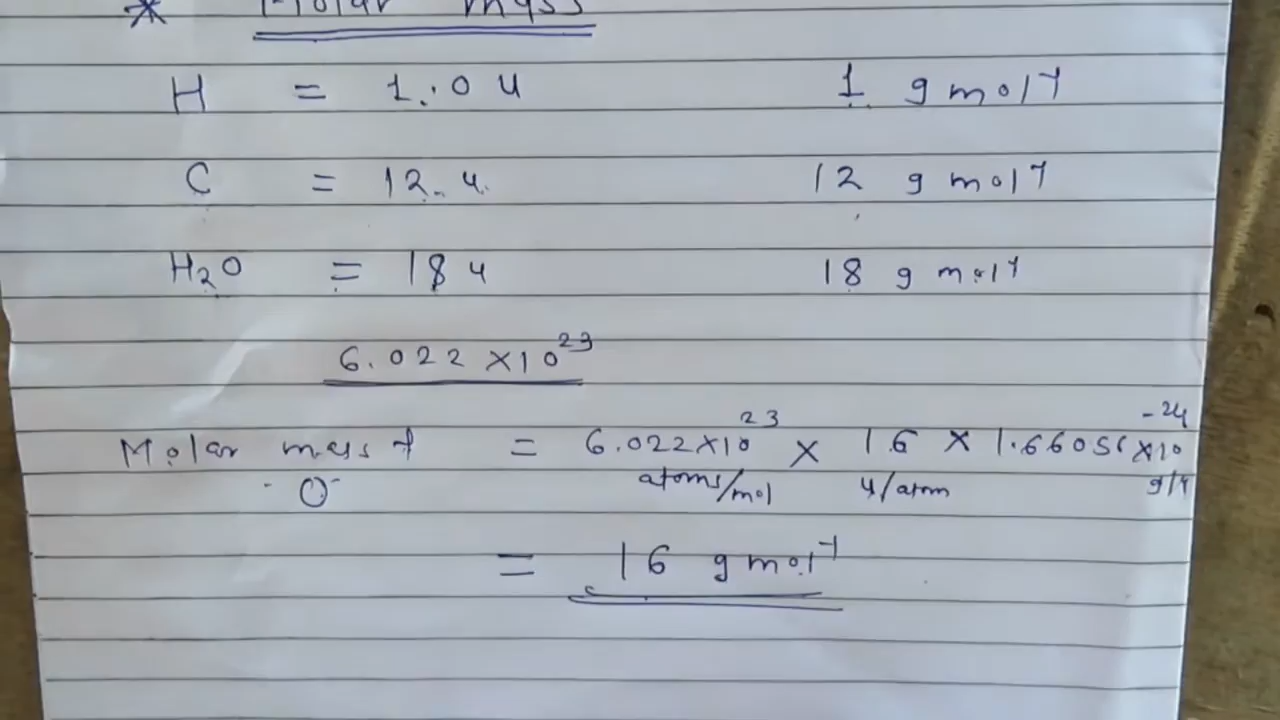 * Molar mass
H = 1.0 u 1 g mol⁻¹
C = 12. u. 12 g mol⁻¹
H₂O = 18 u 18 g mol⁻¹
6.022 × 10²³
Molar mass of = 6.022×10²³ × 16 × 1.66056 ×10⁻²⁴
O atoms/mol u/atom g/u
= 16 g mol⁻¹